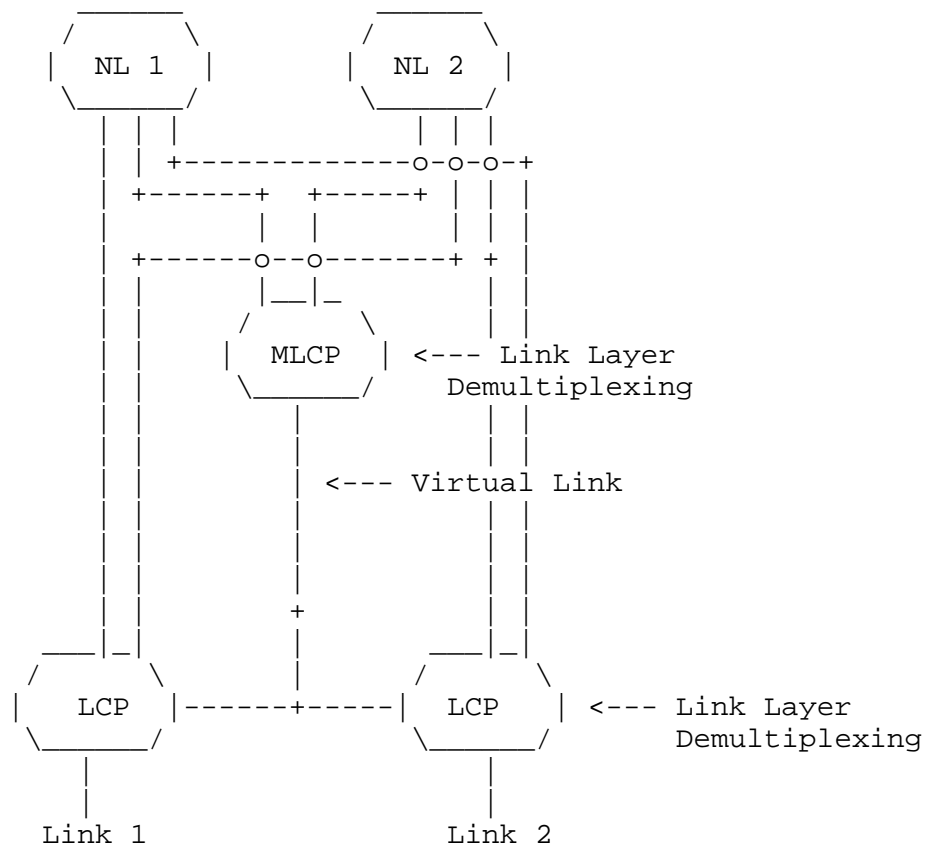 NL 1
NL 2
MLCP
<--- Link Layer
Demultiplexing
<--- Virtual Link
LCP
LCP
<--- Link Layer
Demultiplexing
Link 1
Link 2